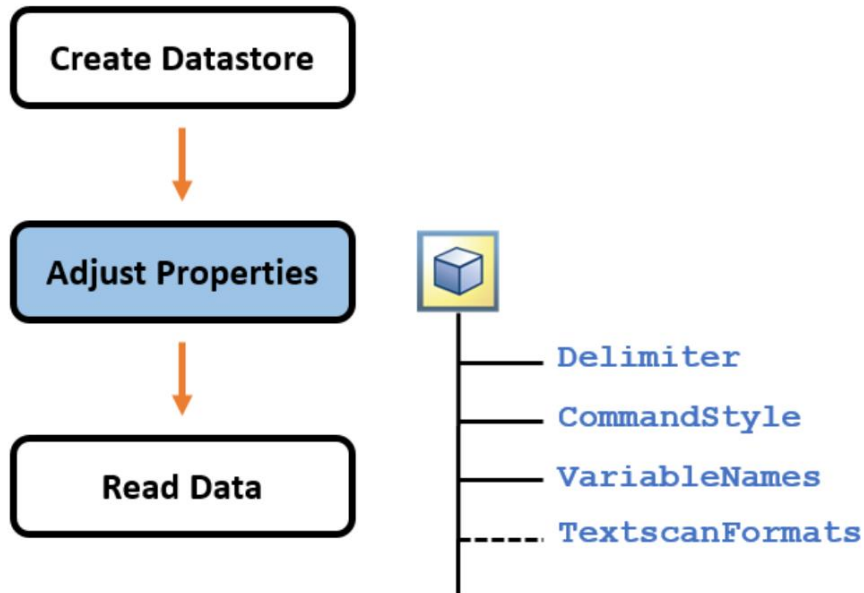 Create Datastore
Adjust Properties
Delimiter
CommandStyle
VariableNames
Read Data
TextscanFormats